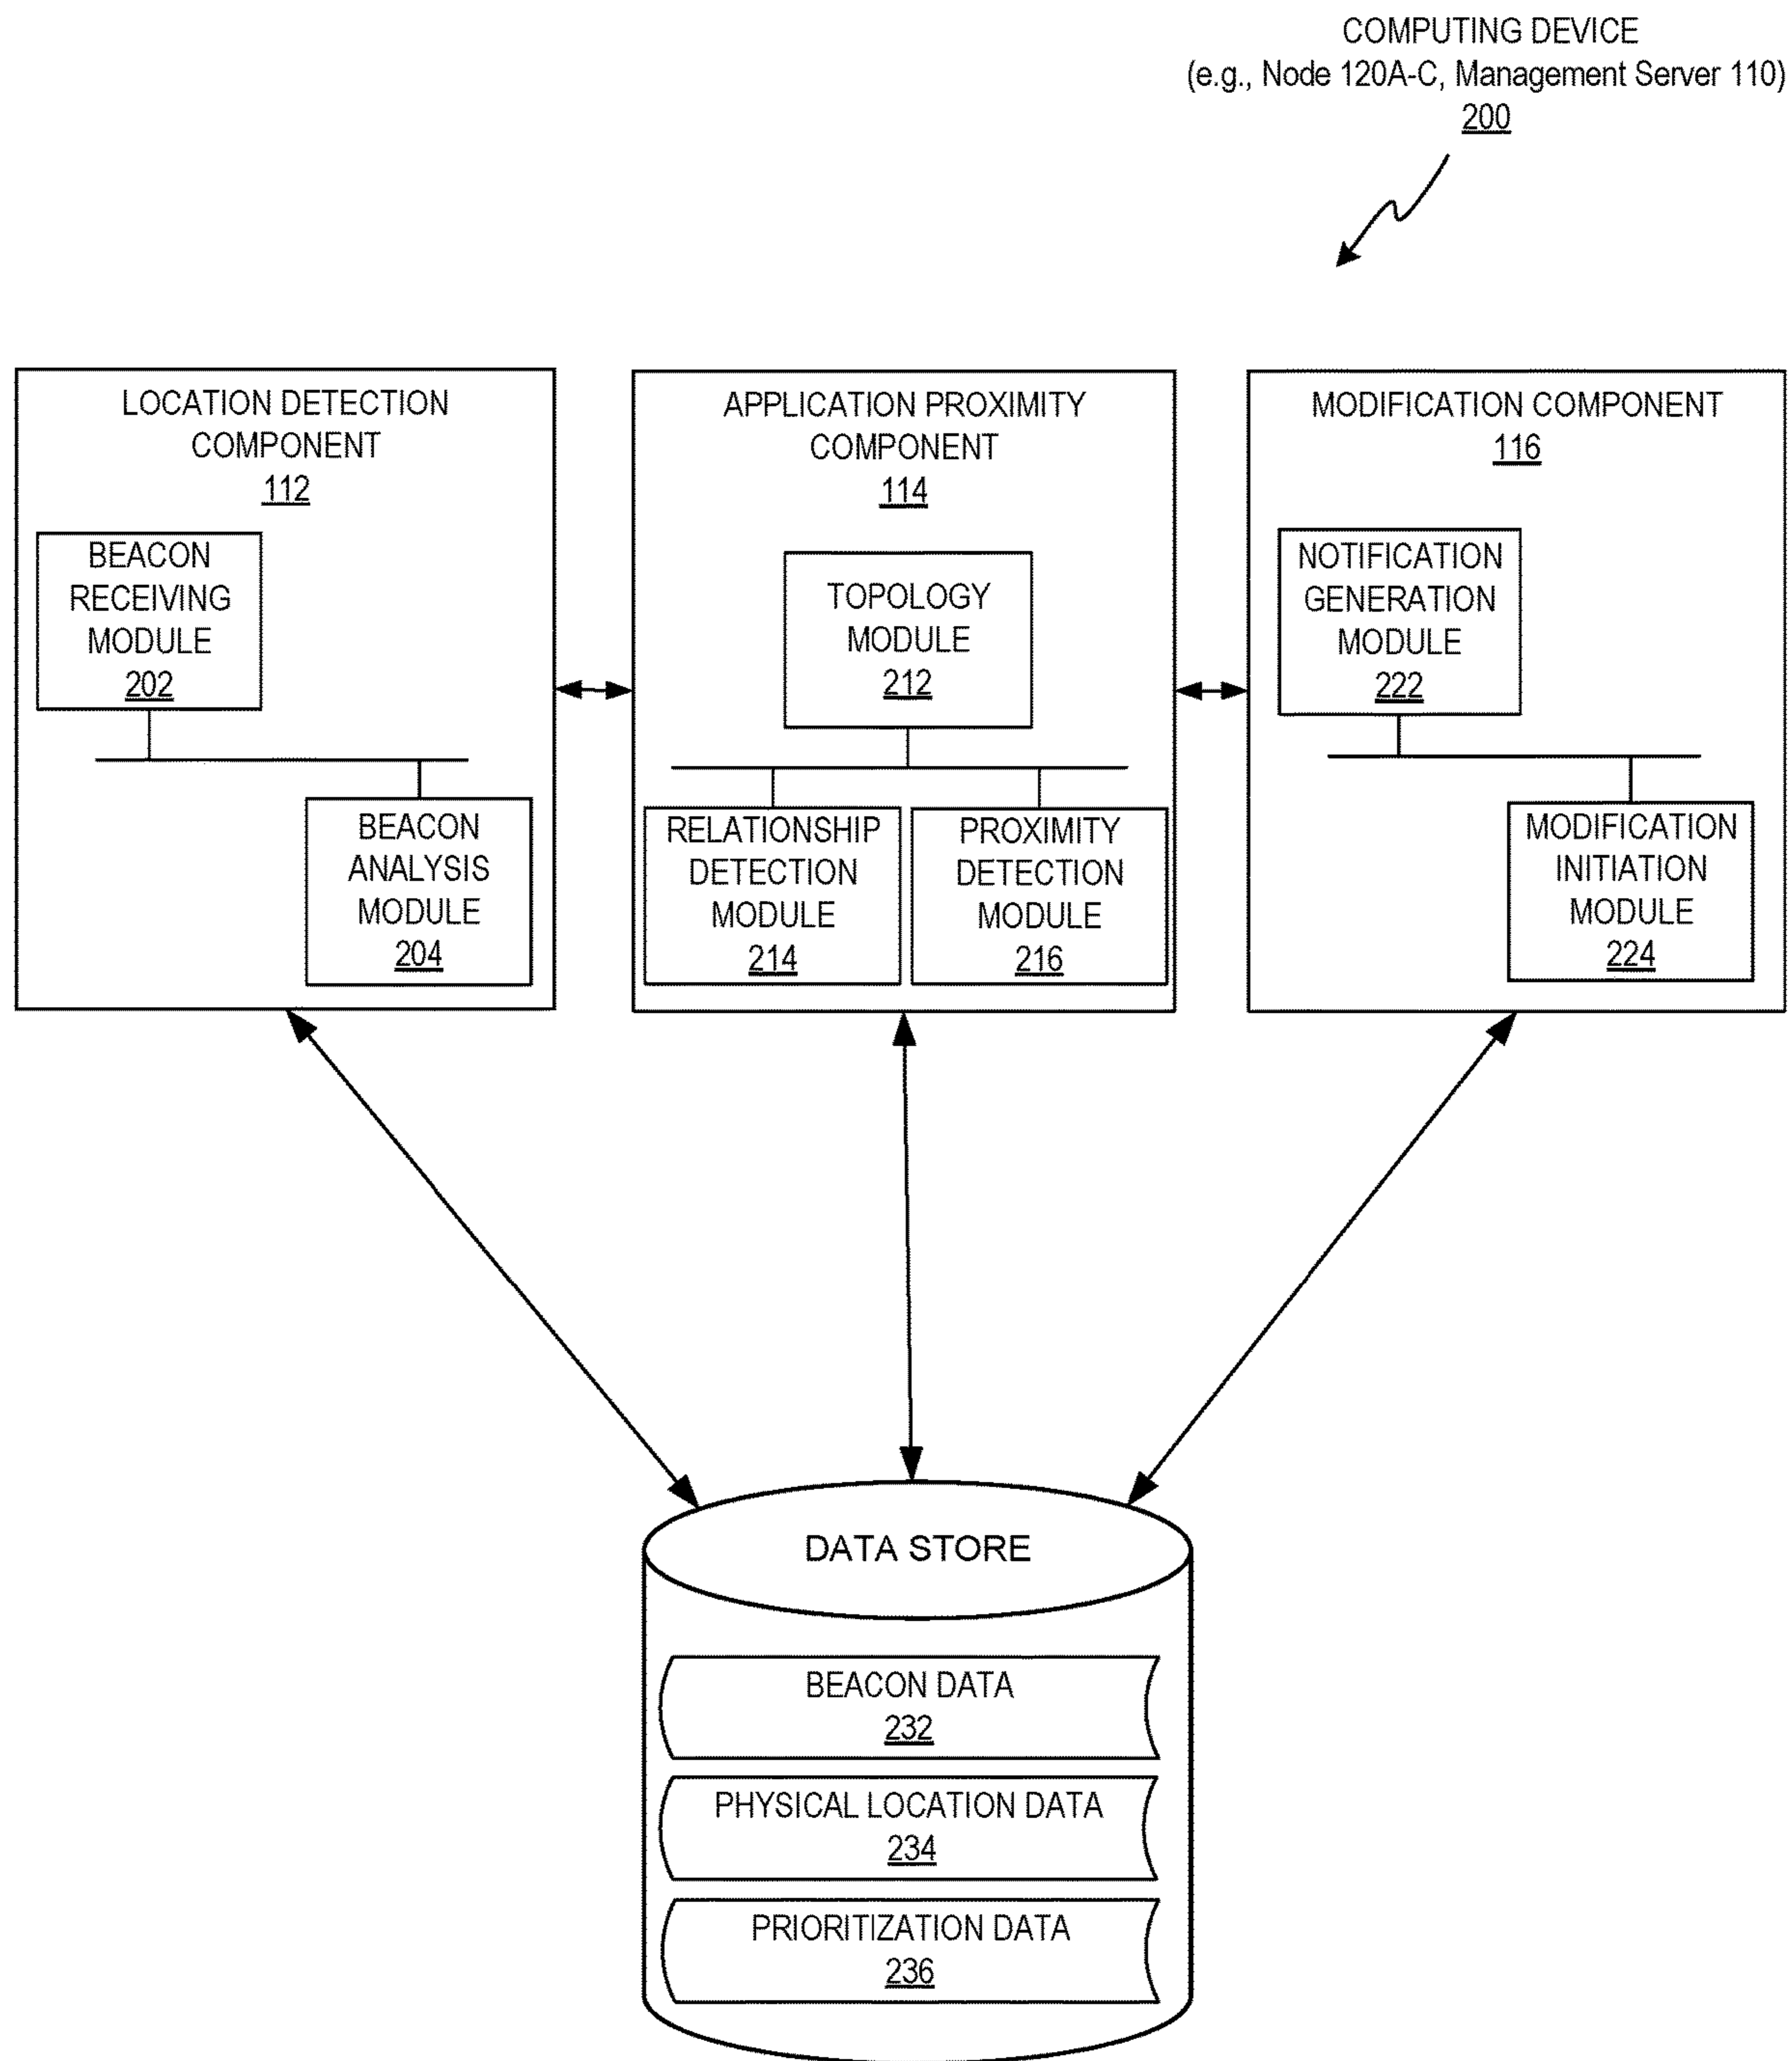 COMPUTING DEVICE
(e.g., Node 120A-C, Management Server 110)
200
LOCATION DETECTION
COMPONENT
112
BEACON
RECEIVING
MODULE
202
BEACON
ANALYSIS
MODULE
204
APPLICATION PROXIMITY
COMPONENT
114
TOPOLOGY
MODULE
212
RELATIONSHIP
DETECTION
MODULE
214
PROXIMITY
DETECTION
MODULE
216
MODIFICATION COMPONENT
116
NOTIFICATION
GENERATION
MODULE
222
MODIFICATION
INITIATION
MODULE
224
DATA STORE
BEACON DATA
232
PHYSICAL LOCATION DATA
234
PRIORITIZATION DATA
236